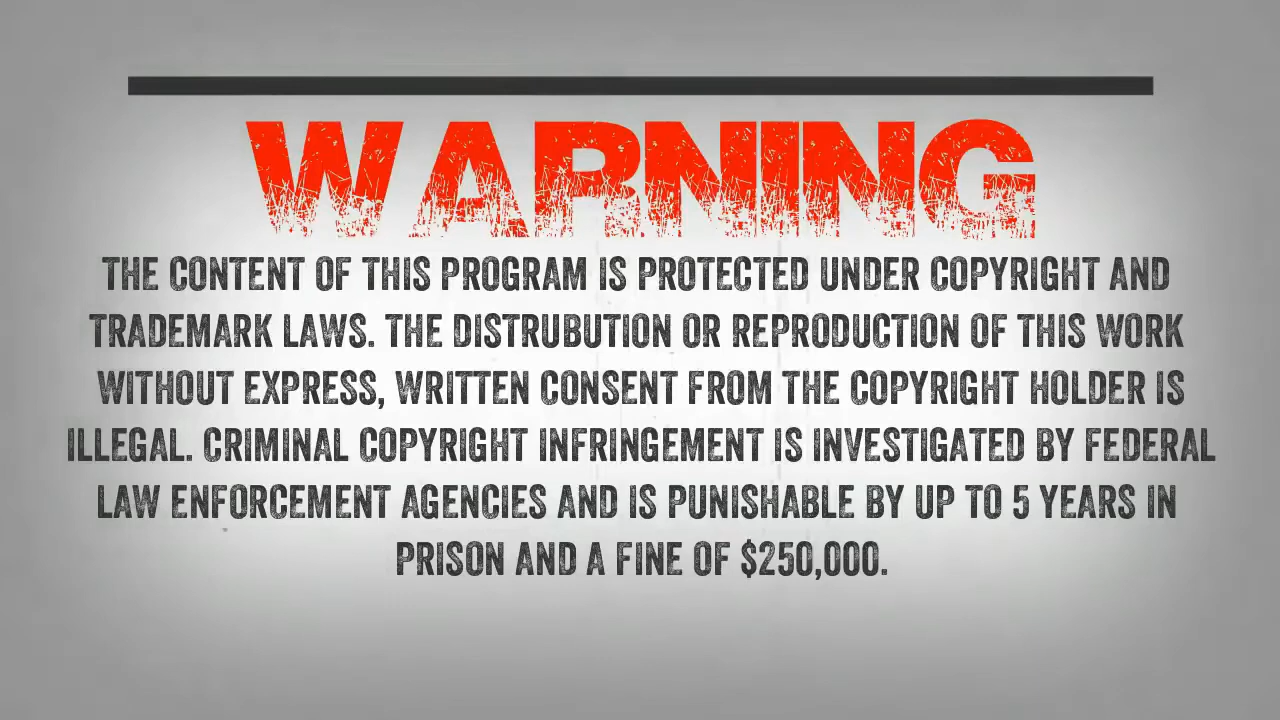 WARNING
THE CONTENT OF THIS PROGRAM IS PROTECTED UNDER COPYRIGHT AND
TRADEMARK LAWS. THE DISTRUBUTION OR REPRODUCTION OF THIS WORK
WITHOUT EXPRESS, WRITTEN CONSENT FROM THE COPYRIGHT HOLDER IS
ILLEGAL. CRIMINAL COPYRIGHT INFRINGEMENT IS INVESTIGATED BY FEDERAL
LAW ENFORCEMENT AGENCIES AND IS PUNISHABLE BY UP TO 5 YEARS IN
PRISON AND A FINE OF $250,000.